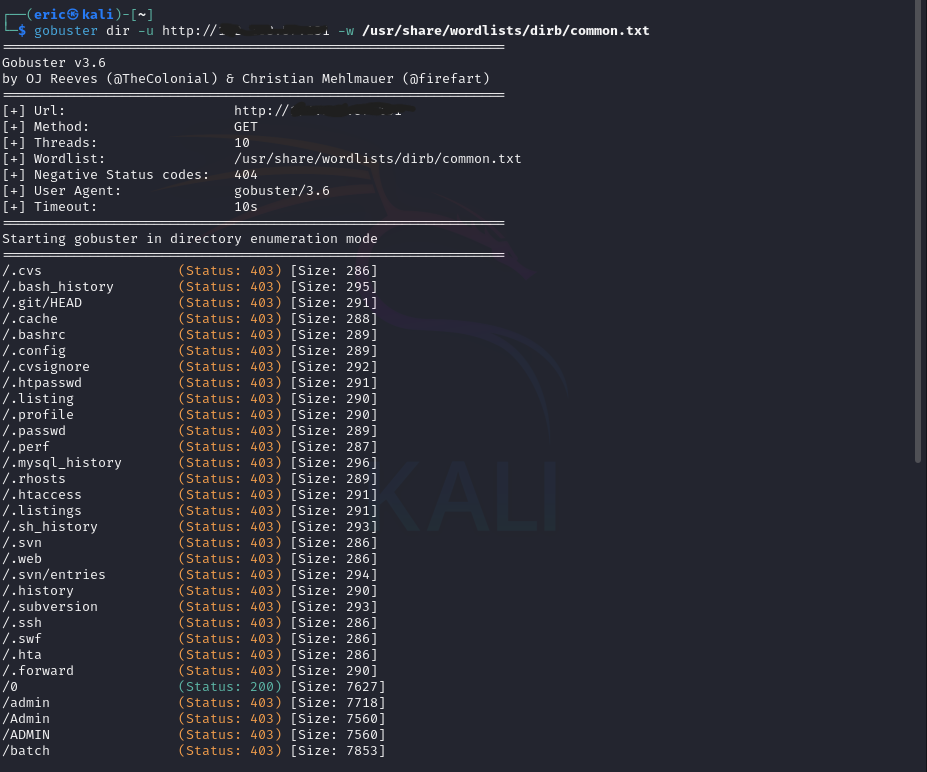 ┌──(eric㉿kali)-[~]
└─$ gobuster dir -u http:// -w /usr/share/wordlists/dirb/common.txt
===============================================================
Gobuster v3.6
by OJ Reeves (@TheColonial) & Christian Mehlmauer (@firefart)
===============================================================
[+] Url: http://
[+] Method: GET
[+] Threads: 10
[+] Wordlist: /usr/share/wordlists/dirb/common.txt
[+] Negative Status codes: 404
[+] User Agent: gobuster/3.6
[+] Timeout: 10s
===============================================================
Starting gobuster in directory enumeration mode
===============================================================
/.cvs (Status: 403) [Size: 286]
/.bash_history (Status: 403) [Size: 295]
/.git/HEAD (Status: 403) [Size: 291]
/.cache (Status: 403) [Size: 288]
/.bashrc (Status: 403) [Size: 289]
/.config (Status: 403) [Size: 289]
/.cvsignore (Status: 403) [Size: 292]
/.htpasswd (Status: 403) [Size: 291]
/.listing (Status: 403) [Size: 290]
/.profile (Status: 403) [Size: 290]
/.passwd (Status: 403) [Size: 289]
/.perf (Status: 403) [Size: 287]
/.mysql_history (Status: 403) [Size: 296]
/.rhosts (Status: 403) [Size: 289]
/.htaccess (Status: 403) [Size: 291]
/.listings (Status: 403) [Size: 291]
/.sh_history (Status: 403) [Size: 293]
/.svn (Status: 403) [Size: 286]
/.web (Status: 403) [Size: 286]
/.svn/entries (Status: 403) [Size: 294]
/.history (Status: 403) [Size: 290]
/.subversion (Status: 403) [Size: 293]
/.ssh (Status: 403) [Size: 286]
/.swf (Status: 403) [Size: 286]
/.hta (Status: 403) [Size: 286]
/.forward (Status: 403) [Size: 290]
/0 (Status: 200) [Size: 7627]
/admin (Status: 403) [Size: 7718]
/Admin (Status: 403) [Size: 7560]
/ADMIN (Status: 403) [Size: 7560]
/batch (Status: 403) [Size: 7853]
KALI